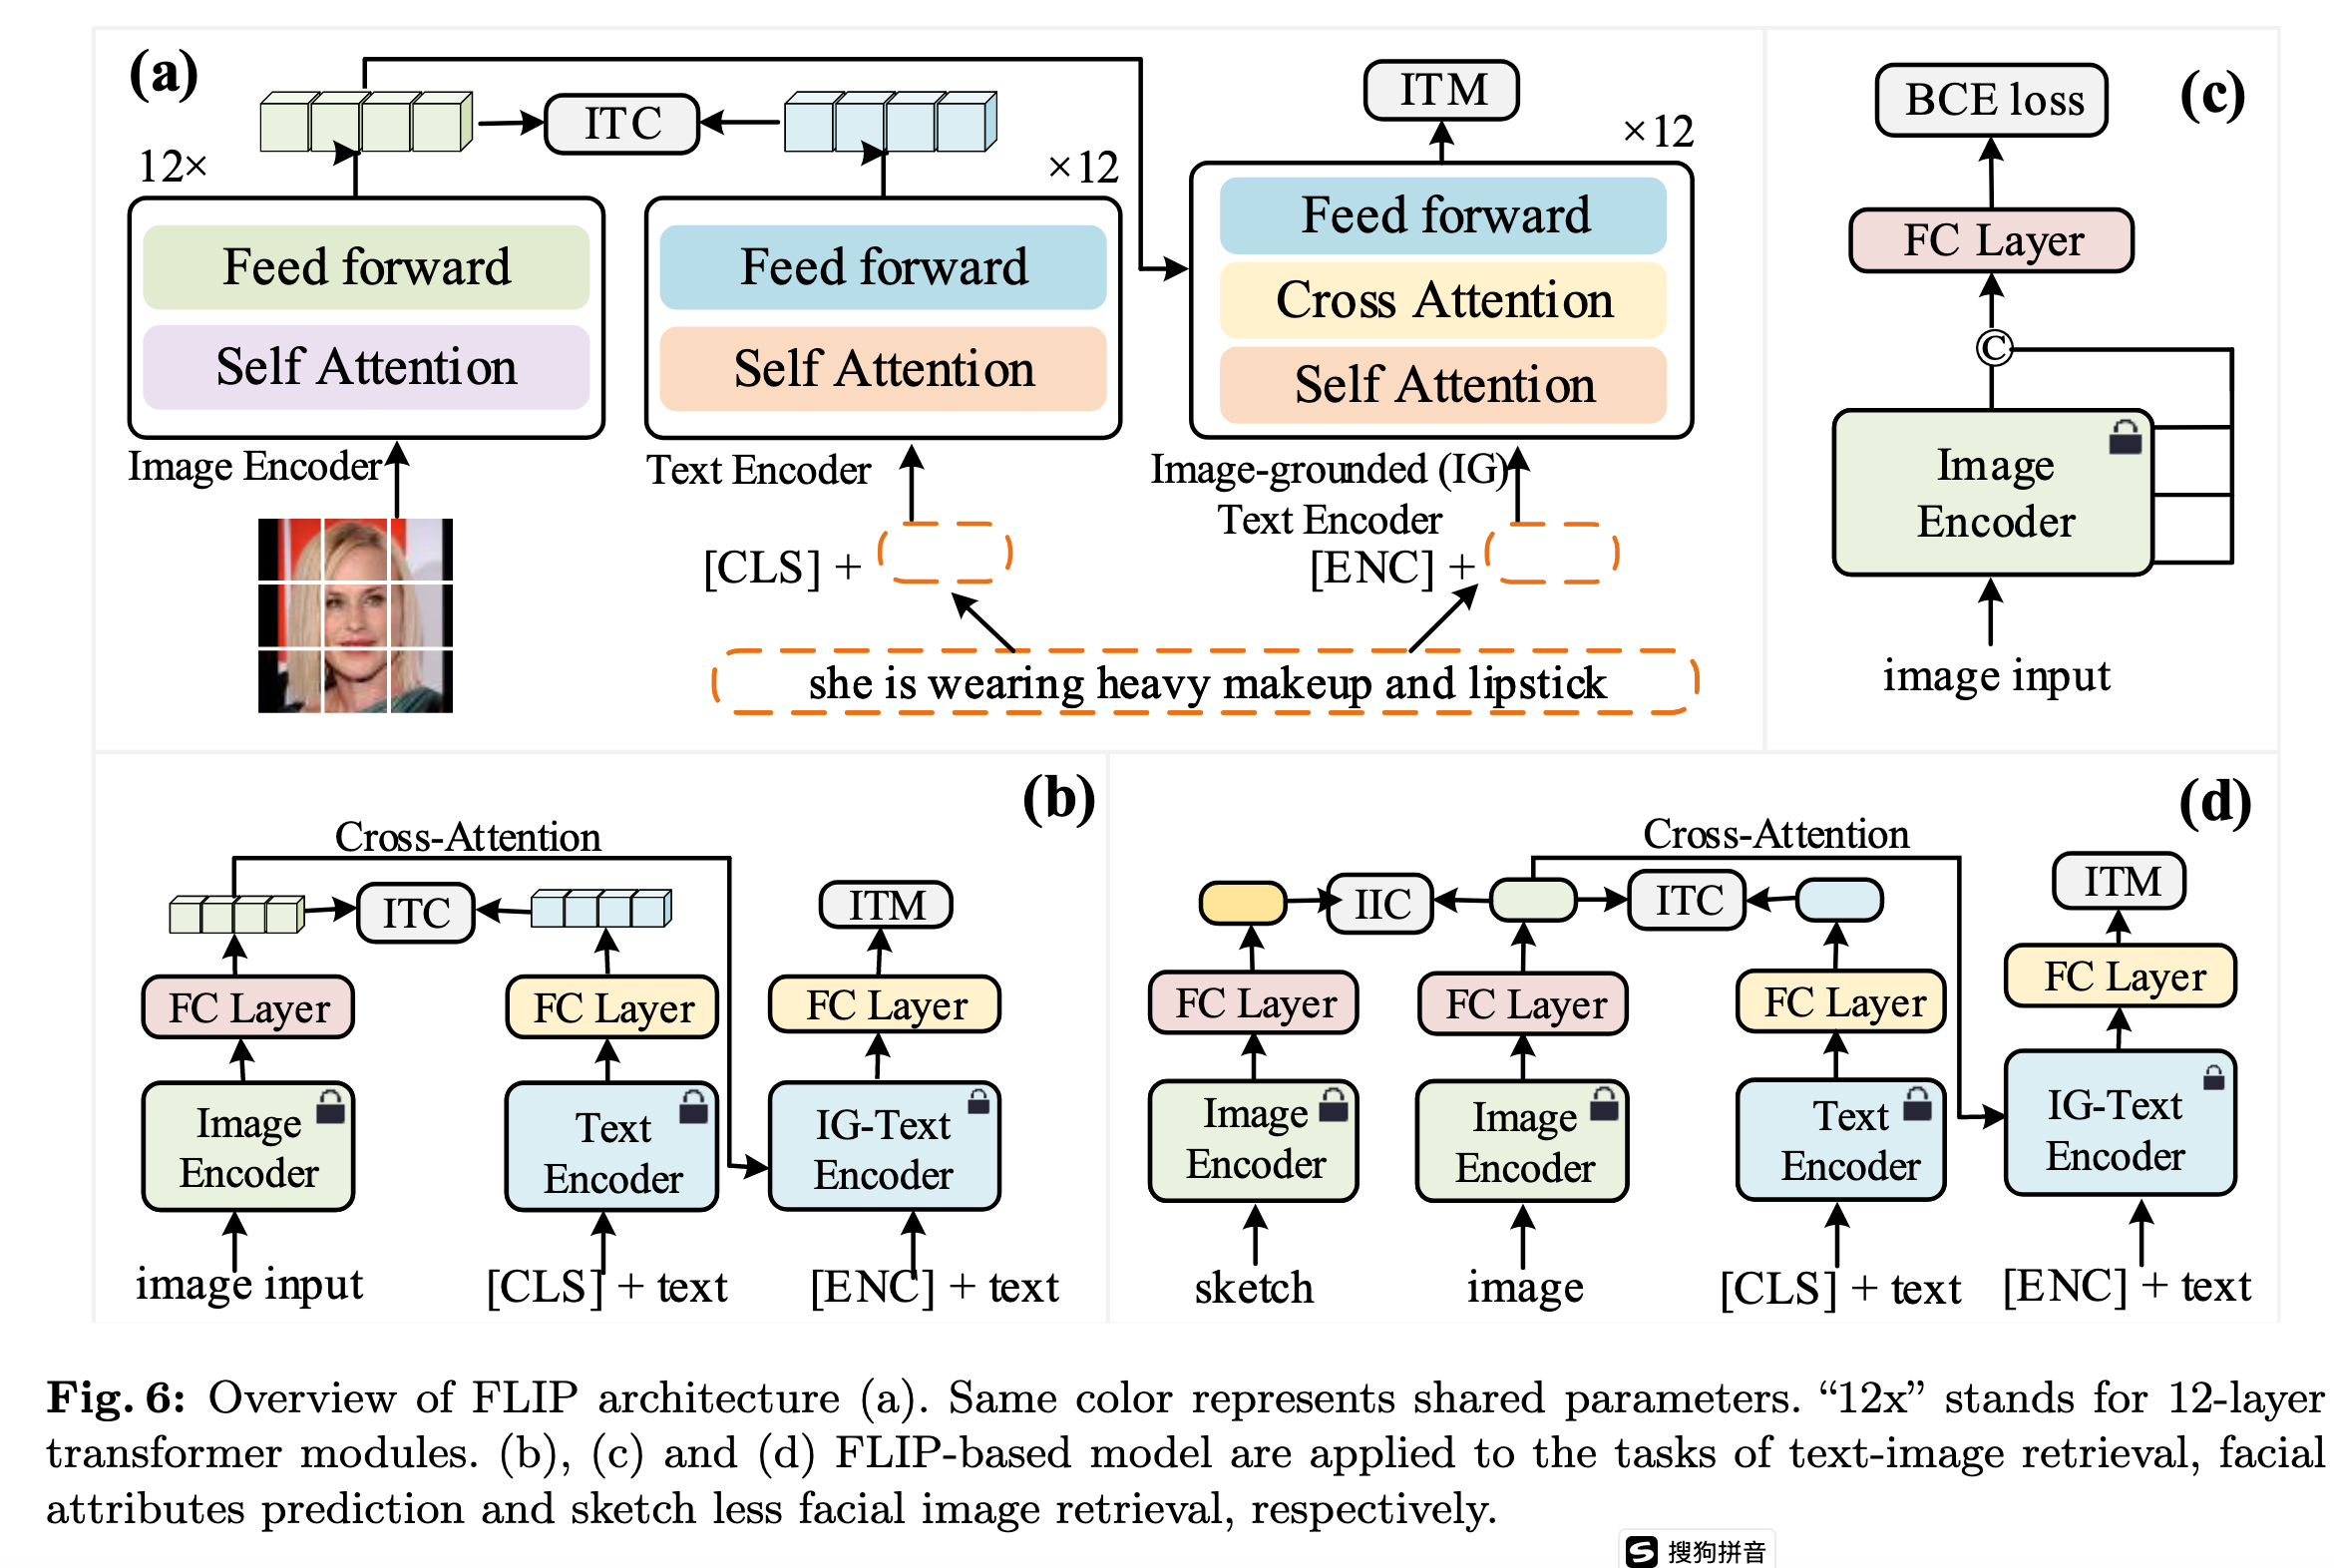 (a)
ITC
12×
×12
Feed forward
Self Attention
Image Encoder
Feed forward
Self Attention
Text Encoder
[CLS] +
ITM
×12
Feed forward
Cross Attention
Self Attention
Image-grounded (IG)
Text Encoder
[ENC] +
she is wearing heavy makeup and lipstick
(c)
BCE loss
FC Layer
©
Image
Encoder
image input
(b)
Cross-Attention
ITC
ITM
FC Layer
FC Layer
FC Layer
Image
Encoder
Text
Encoder
IG-Text
Encoder
image input
[CLS] + text
[ENC] + text
(d)
Cross-Attention
IIC
ITC
ITM
FC Layer
FC Layer
FC Layer
FC Layer
Image
Encoder
Image
Encoder
Text
Encoder
IG-Text
Encoder
sketch
image
[CLS] + text
[ENC] + text
Fig. 6: Overview of FLIP architecture (a). Same color represents shared parameters. “12x” stands for 12-layer
transformer modules. (b), (c) and (d) FLIP-based model are applied to the tasks of text-image retrieval, facial
attributes prediction and sketch less facial image retrieval, respectively.
S 搜狗拼音